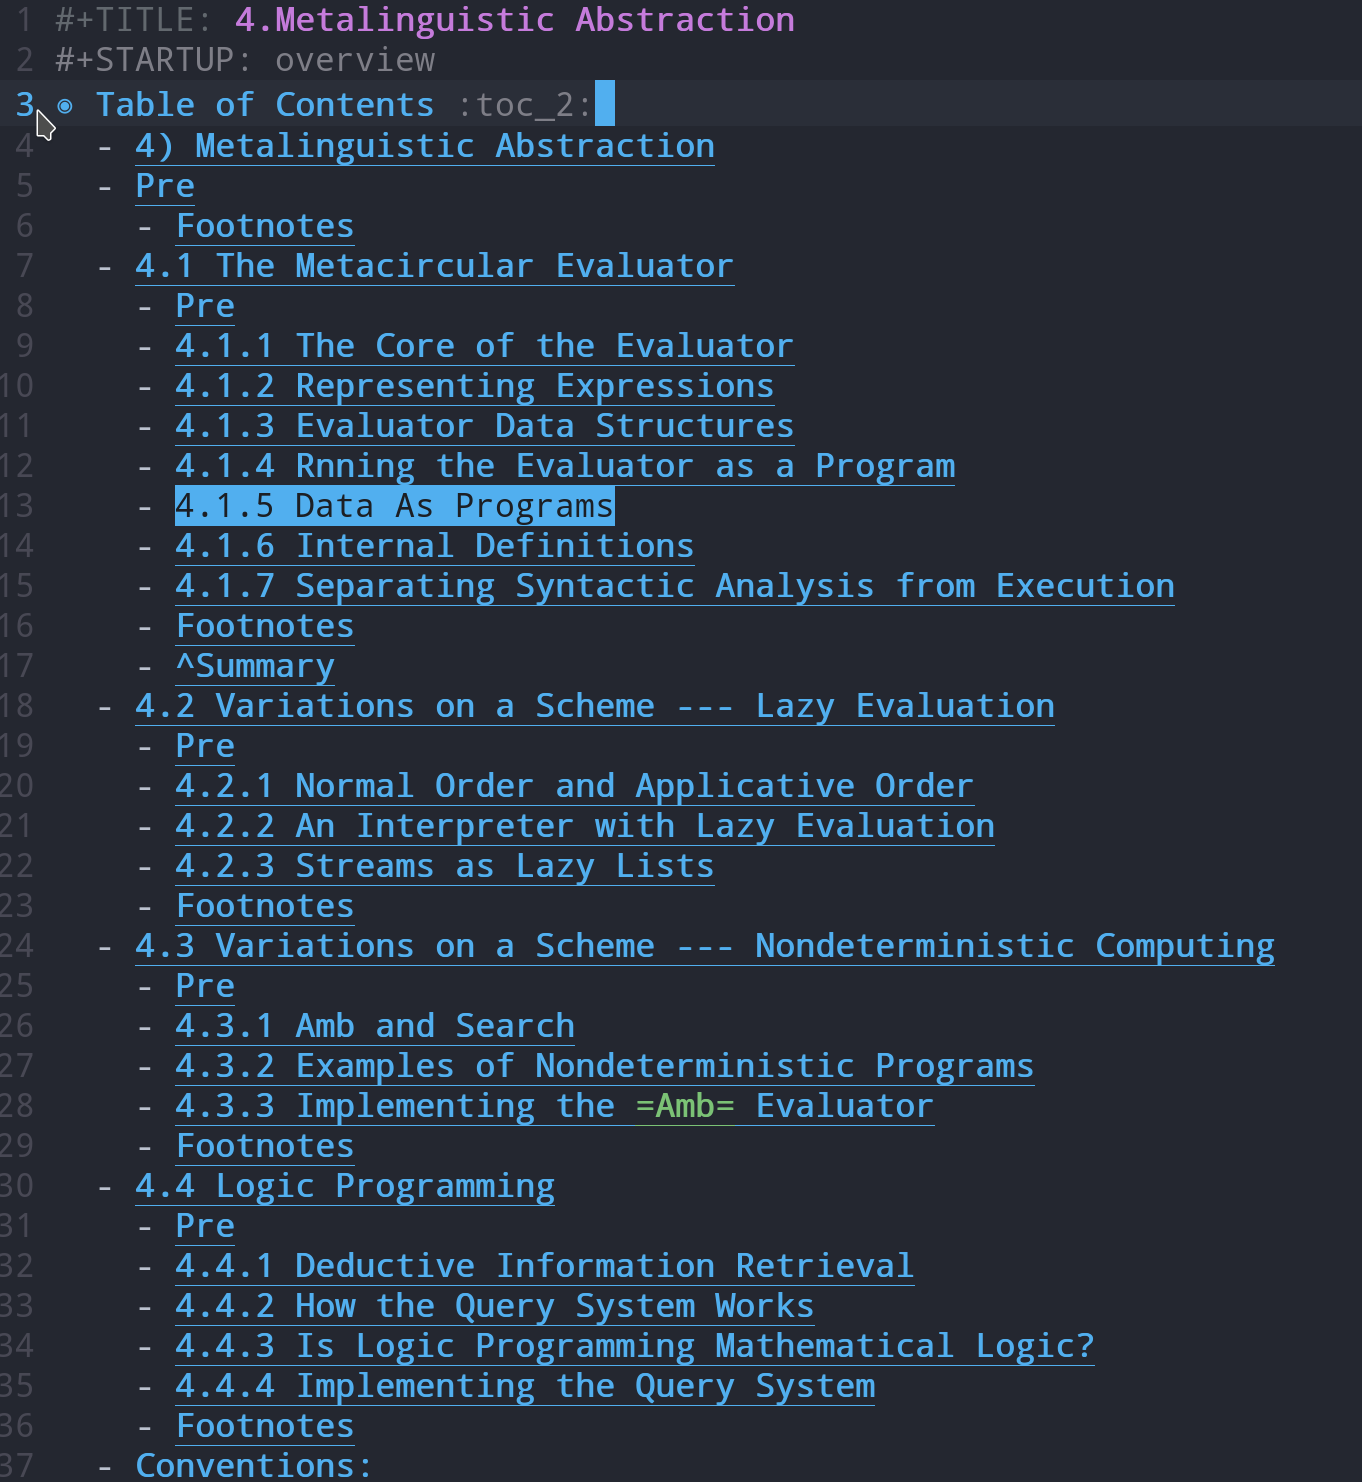 1 #+TITLE: 4.Metalinguistic Abstraction
2 #+STARTUP: overview
3 ◉ Table of Contents :toc_2:
4 - 4) Metalinguistic Abstraction
5 - Pre
6 - Footnotes
7 - 4.1 The Metacircular Evaluator
8 - Pre
9 - 4.1.1 The Core of the Evaluator
10 - 4.1.2 Representing Expressions
11 - 4.1.3 Evaluator Data Structures
12 - 4.1.4 Rnning the Evaluator as a Program
13 - 4.1.5 Data As Programs
14 - 4.1.6 Internal Definitions
15 - 4.1.7 Separating Syntactic Analysis from Execution
16 - Footnotes
17 - ^Summary
18 - 4.2 Variations on a Scheme --- Lazy Evaluation
19 - Pre
20 - 4.2.1 Normal Order and Applicative Order
21 - 4.2.2 An Interpreter with Lazy Evaluation
22 - 4.2.3 Streams as Lazy Lists
23 - Footnotes
24 - 4.3 Variations on a Scheme --- Nondeterministic Computing
25 - Pre
26 - 4.3.1 Amb and Search
27 - 4.3.2 Examples of Nondeterministic Programs
28 - 4.3.3 Implementing the =Amb= Evaluator
29 - Footnotes
30 - 4.4 Logic Programming
31 - Pre
32 - 4.4.1 Deductive Information Retrieval
33 - 4.4.2 How the Query System Works
34 - 4.4.3 Is Logic Programming Mathematical Logic?
35 - 4.4.4 Implementing the Query System
36 - Footnotes
37 - Conventions: